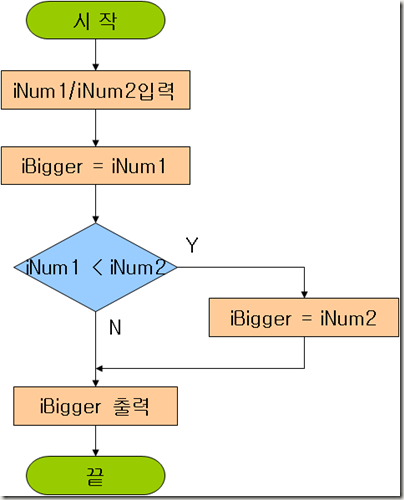 시 작
iNum1/iNum2입력
iBigger = iNum1
iNum1 < iNum2
Y
iBigger = iNum2
N
iBigger 출력
끝